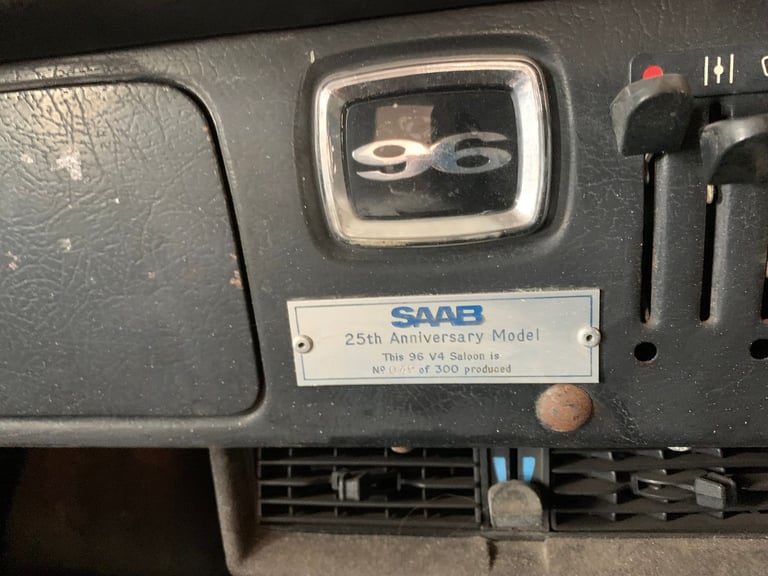 96
SAAB
25th Anniversary Model
This 96 V4 Saloon is
Nº of 300 produced